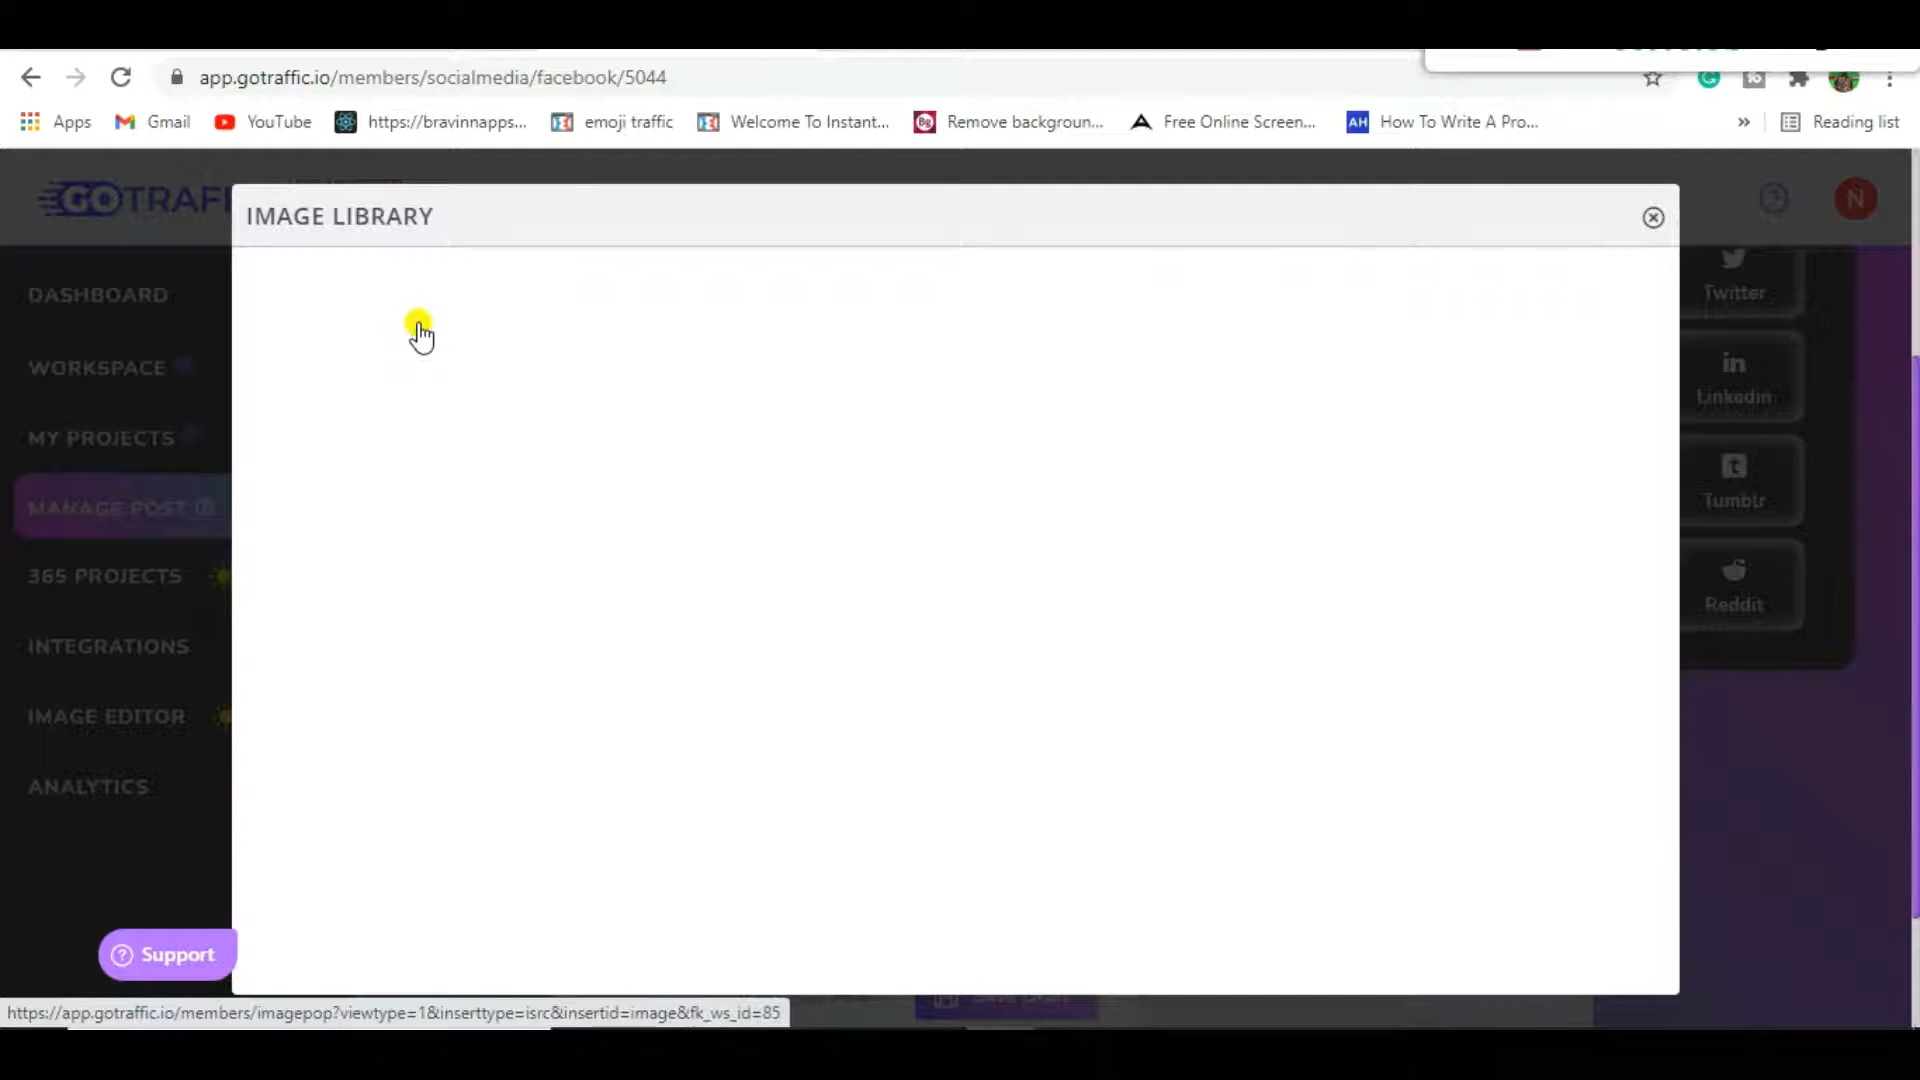 app.gotraffic.io/members/socialmedia/facebook/5044
Apps
Gmail
YouTube
https://bravinnapps...
emoji traffic
Welcome To Instant...
Remove backgroun...
Free Online Screen...
AH
How To Write A Pro...
»
Reading list
GOTRAFI
IMAGE LIBRARY
N
DASHBOARD
Twitter
WORKSPACE
in
Linkedin
MY PROJECTS
t
Tumblr
MANAGE POST
365 PROJECTS
Reddit
INTEGRATIONS
IMAGE EDITOR
ANALYTICS
? Support
https://app.gotraffic.io/members/imagepop?viewtype=1&inserttype=isrc&insertid=image&fk_ws_id=85